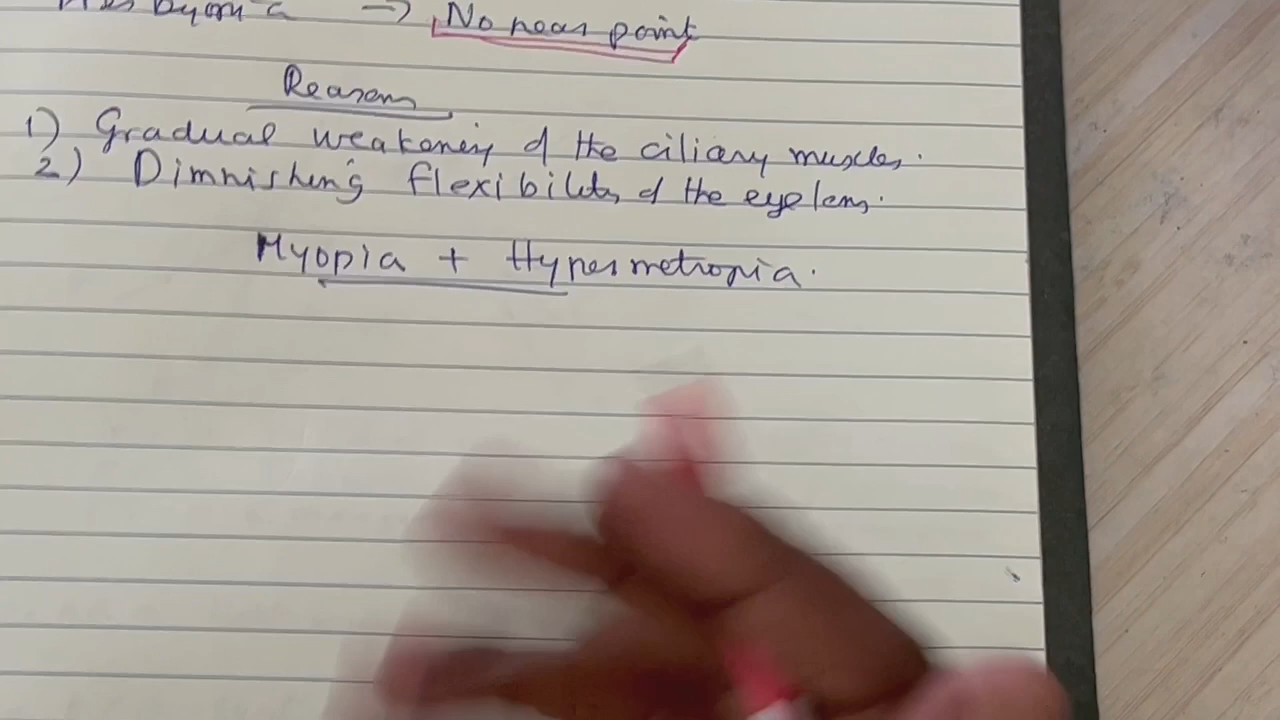 Presbyopia → No near point
Reasons
1) Gradual weakening of the ciliary muscles.
2) Diminishing flexibility of the eye lens.
Myopia + Hypermetropia.